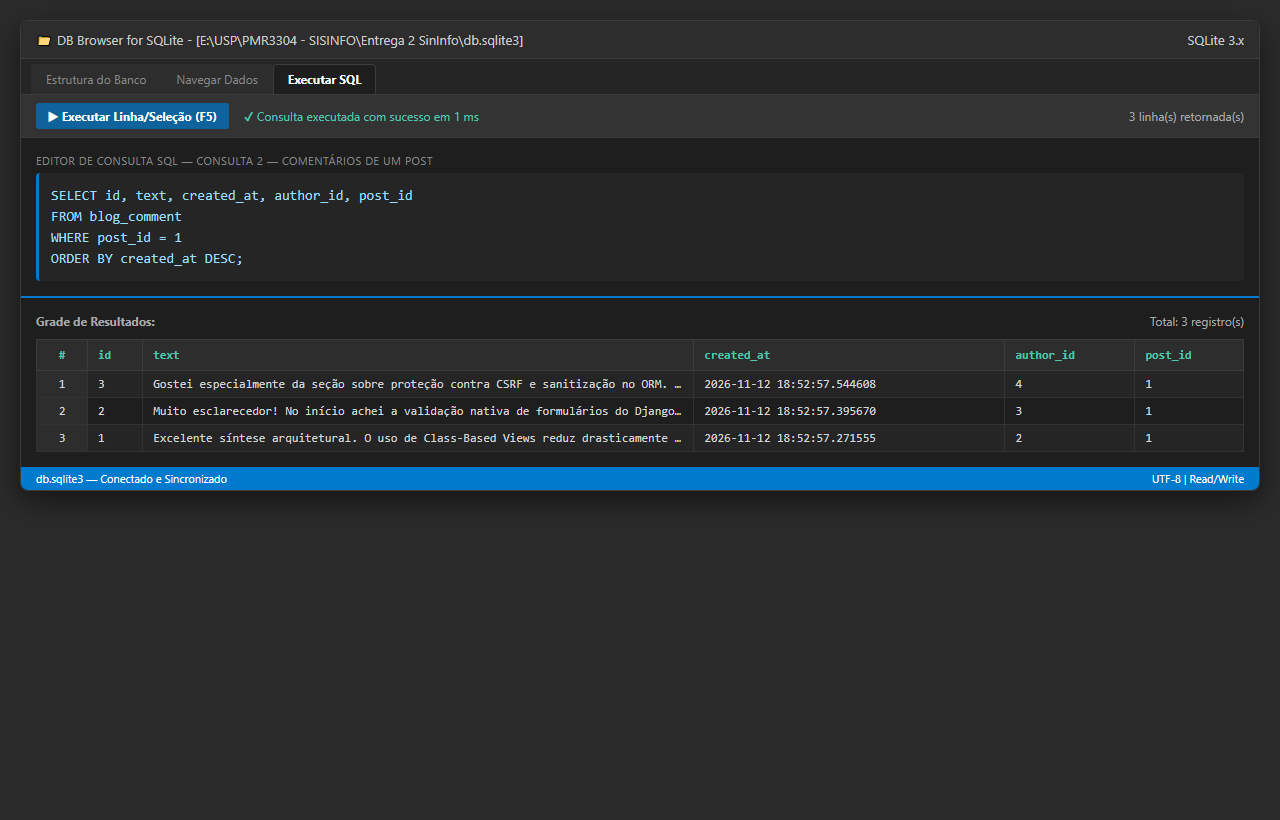 DB Browser for SQLite - [E:\USP\PMR3304 - SISINFO\Entrega 2 SinInfo\db.sqlite3] SQLite 3.x
Estrutura do Banco Navegar Dados Executar SQL
▶ Executar Linha/Seleção (F5) ✓ Consulta executada com sucesso em 1 ms 3 linha(s) retornada(s)
EDITOR DE CONSULTA SQL — CONSULTA 2 — COMENTÁRIOS DE UM POST
SELECT id, text, created_at, author_id, post_id
FROM blog_comment
WHERE post_id = 1
ORDER BY created_at DESC;
Grade de Resultados: Total: 3 registro(s)
# id text created_at author_id post_id
1 3 Gostei especialmente da seção sobre proteção contra CSRF e sanitização no ORM. … 2026-11-12 18:52:57.544608 4 1
2 2 Muito esclarecedor! No início achei a validação nativa de formulários do Django… 2026-11-12 18:52:57.395670 3 1
3 1 Excelente síntese arquitetural. O uso de Class-Based Views reduz drasticamente … 2026-11-12 18:52:57.271555 2 1
db.sqlite3 — Conectado e Sincronizado UTF-8 | Read/Write